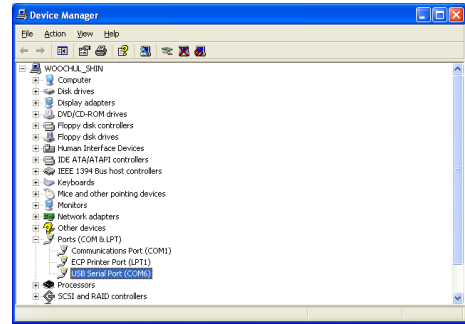 Device Manager
File Action View Help
WOOCHUL_SHIN
Computer
Disk drives
Display adapters
DVD/CD-ROM drives
Floppy disk controllers
Floppy disk drives
Human Interface Devices
IDE ATA/ATAPI controllers
IEEE 1394 Bus host controllers
Keyboards
Mice and other pointing devices
Monitors
Network adapters
Other devices
Ports (COM & LPT)
Communications Port (COM1)
ECP Printer Port (LPT1)
USB Serial Port (COM6)
Processors
SCSI and RAID controllers